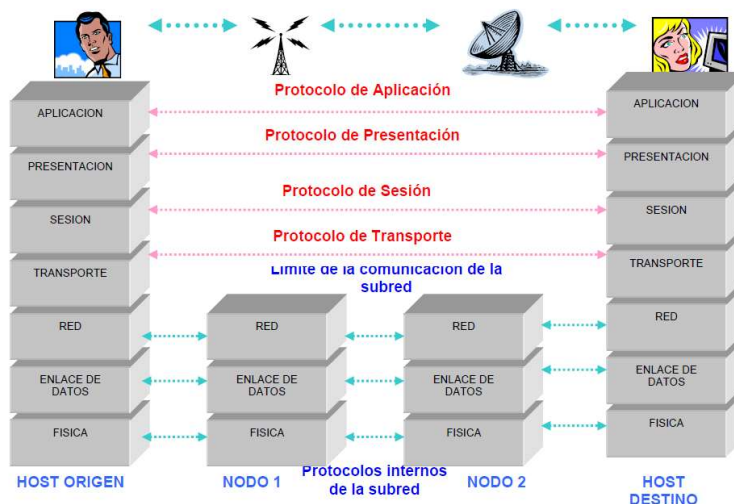 Protocolo de Aplicación
APLICACION
APLICACION
Protocolo de Presentación
PRESENTACION
PRESENTACION
Protocolo de Sesión
SESION
SESION
Protocolo de Transporte
TRANSPORTE
TRANSPORTE
Limite de la comunicación de la
subred
RED
RED
RED
RED
ENLACE DE
DATOS
ENLACE DE
DATOS
ENLACE DE
DATOS
ENLACE DE
DATOS
FISICA
FISICA
FISICA
FISICA
HOST ORIGEN
NODO 1
Protocolos internos
de la subred
NODO 2
HOST
DESTINO